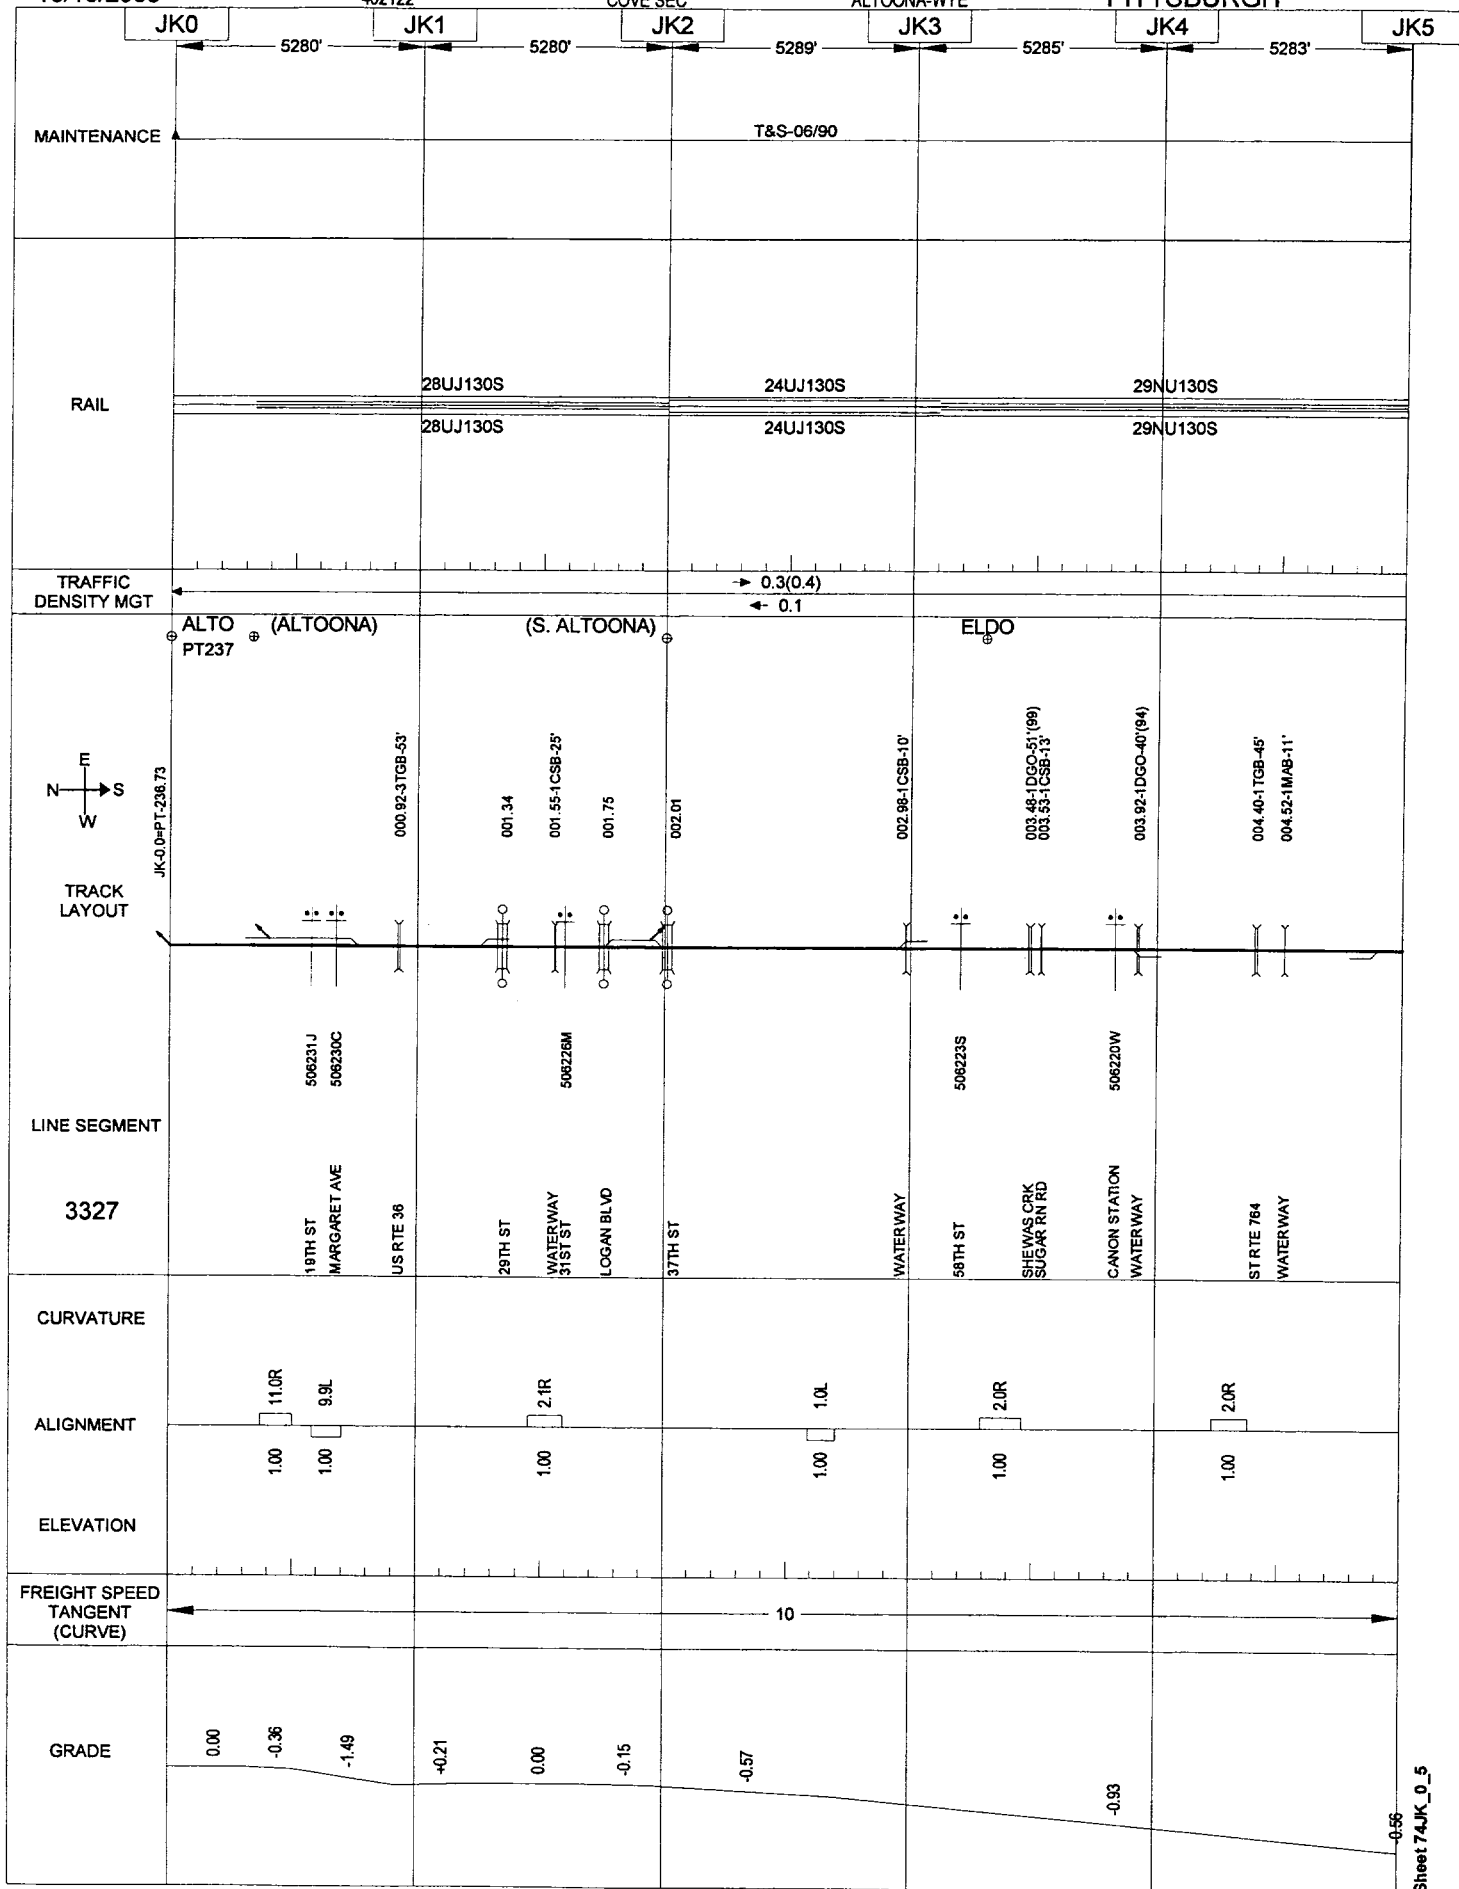 402122
COVE SEC
ALTOONA-WYE
PITTSBURGH
JK0
JK1
JK2
JK3
JK4
JK5
5280'
5280'
5289'
5285'
5283'
MAINTENANCE
T&S-06/90
RAIL
28UJ130S
24UJ130S
29NU130S
28UJ130S
24UJ130S
29NU130S
TRAFFIC
DENSITY MGT
0.3(0.4)
0.1
ALTO
(ALTOONA)
(S. ALTOONA)
ELDO
PT237
E
N
S
W
JK-0.0=PT-236.73
000.92-3TGB-53'
001.34
001.55-1CSB-25'
001.75
002.01
002.98-1CSB-10'
003.48-1DGO-51'(99)
003.53-1CSB-13'
003.92-1DGO-40'(94)
004.40-1TGB-45'
004.52-1MAB-11'
TRACK
LAYOUT
506231J
506230C
506226M
506223S
506220W
LINE SEGMENT
3327
19TH ST
MARGARET AVE
US RTE 36
29TH ST
WATERWAY
31ST ST
LOGAN BLVD
37TH ST
WATERWAY
58TH ST
SHEWAS CRK
SUGAR RN RD
CANON STATION
WATERWAY
ST RTE 764
WATERWAY
CURVATURE
11.0R
9.9L
2.1R
1.0L
2.0R
2.0R
ALIGNMENT
1.00
1.00
1.00
1.00
1.00
1.00
ELEVATION
FREIGHT SPEED
TANGENT
(CURVE)
10
GRADE
0.00
-0.36
-1.49
+0.21
0.00
-0.15
-0.57
-0.93
-0.56
Sheet 74JK_0_5